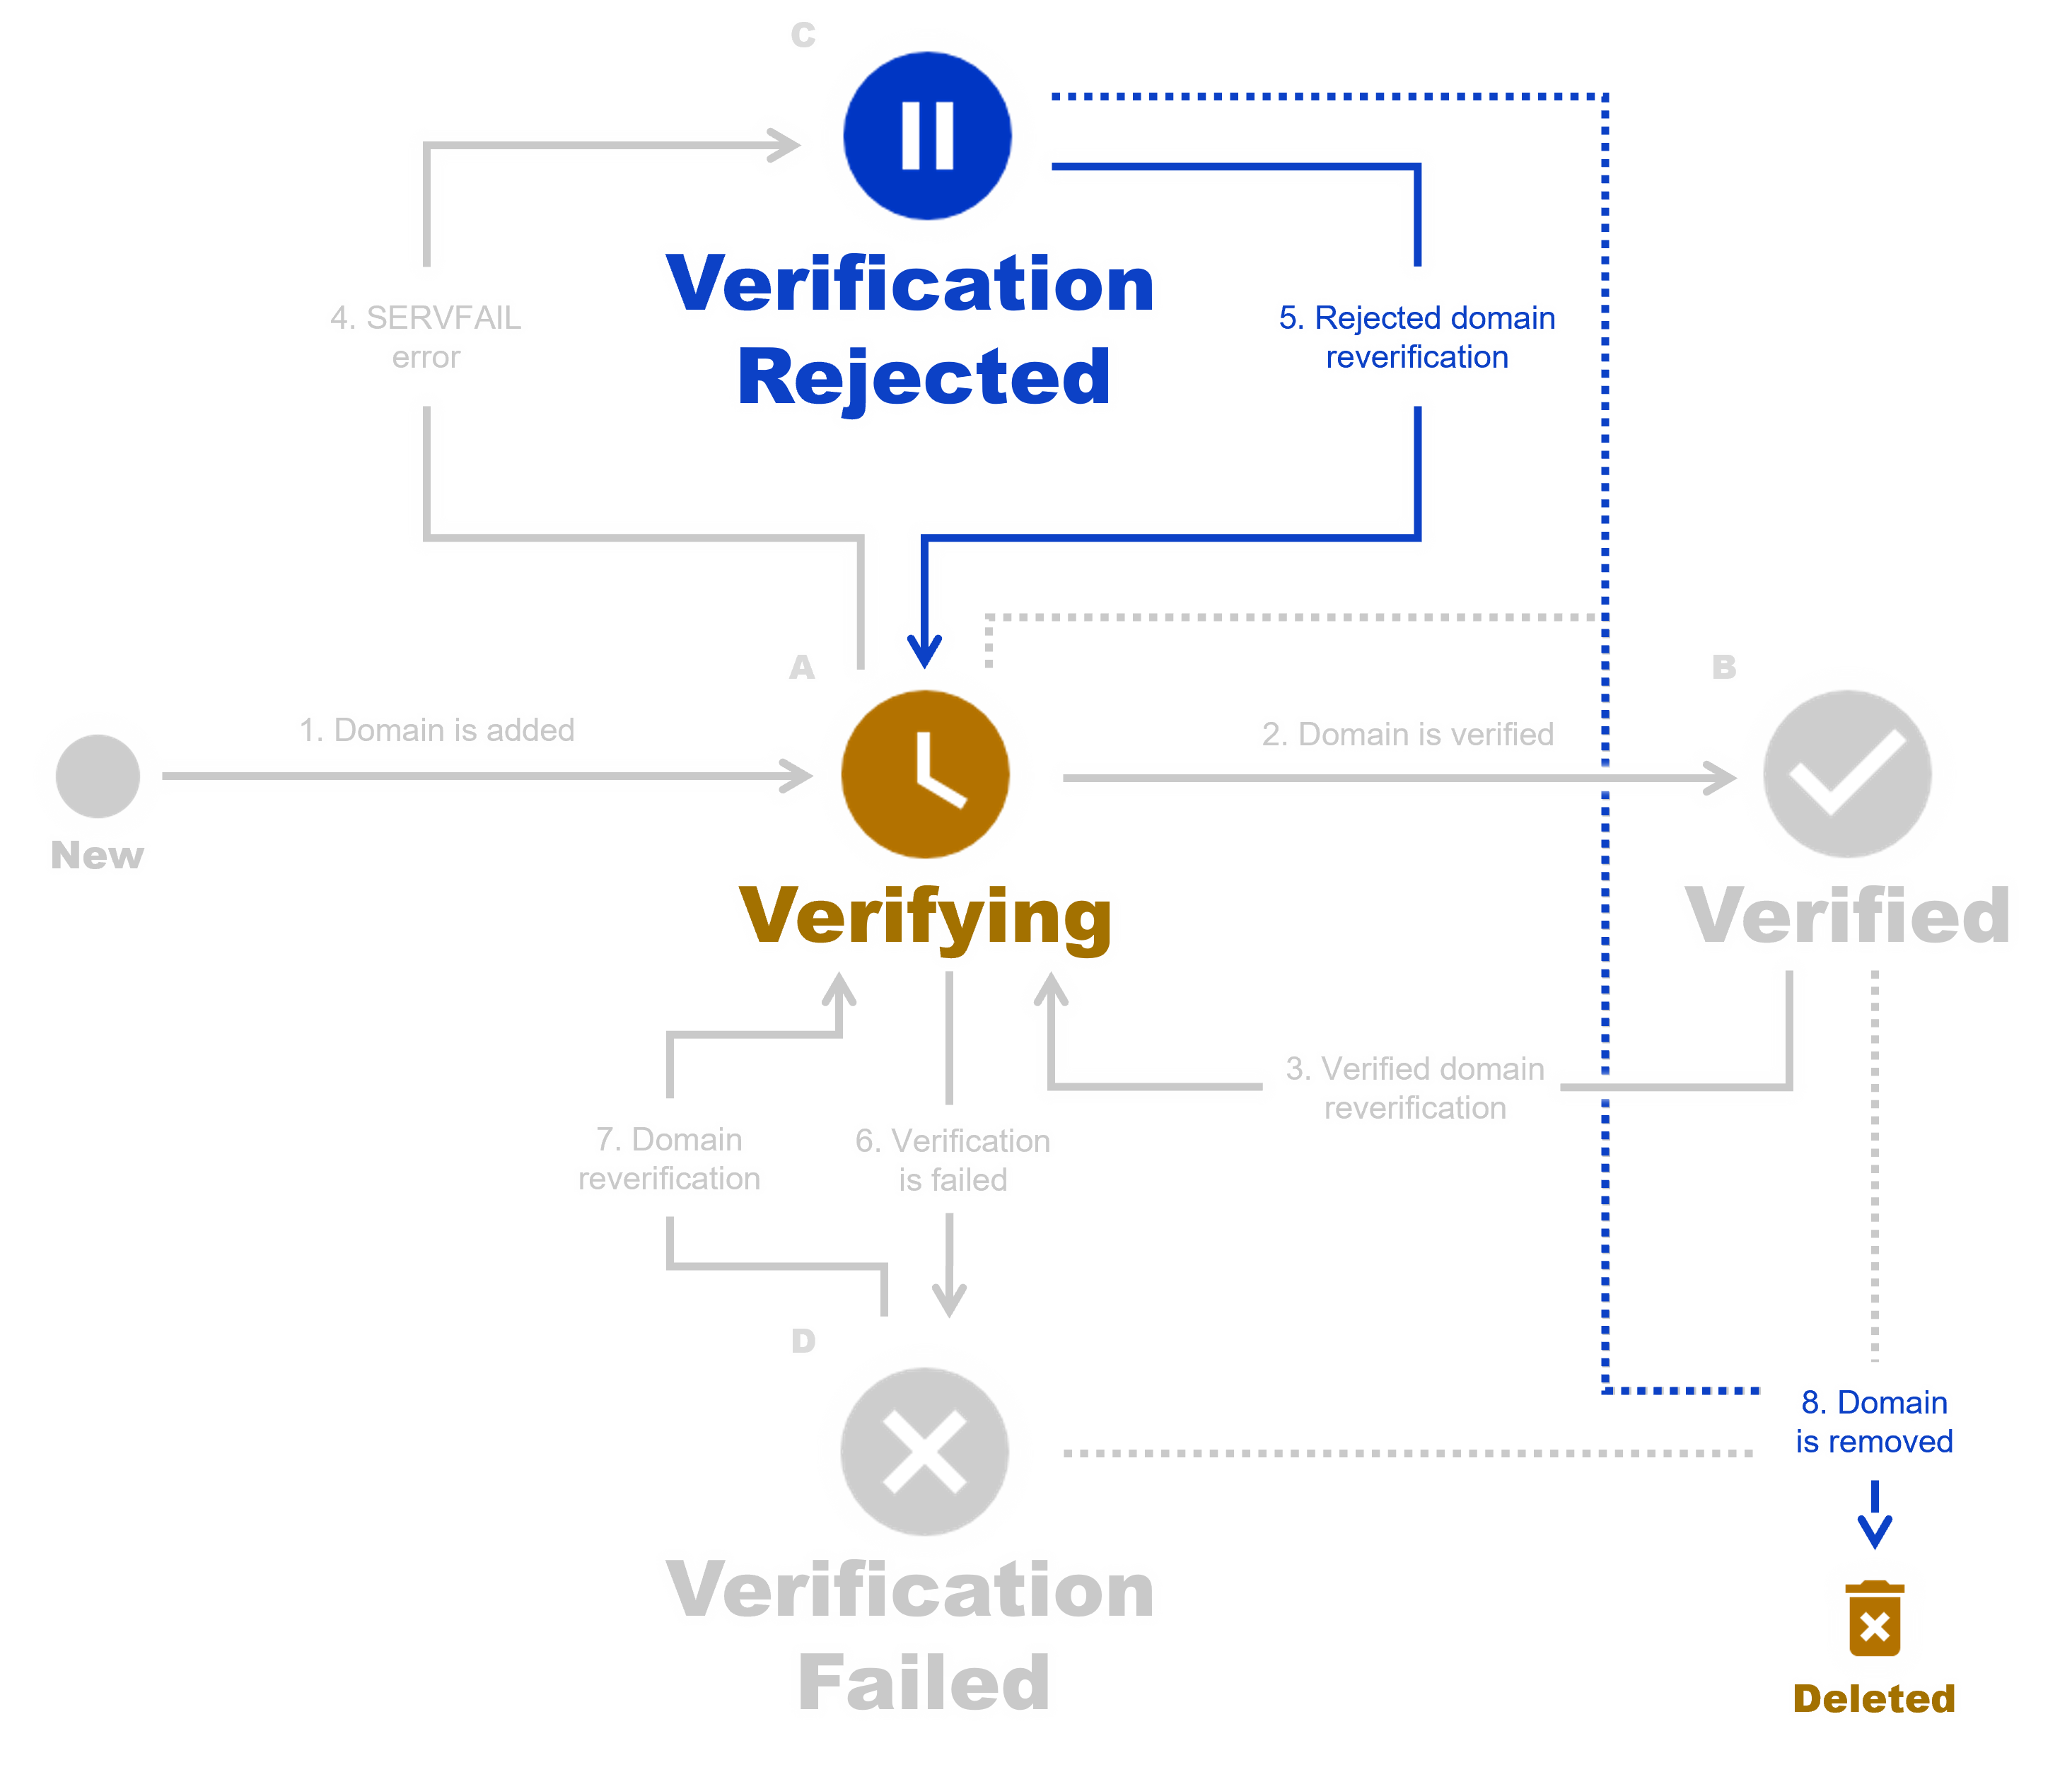 C
Verification
Rejected
4. SERVFAIL
error
5. Rejected domain
reverification
A
B
1. Domain is added
2. Domain is verified
New
Verifying
Verified
3. Verified domain
reverification
7. Domain
reverification
6. Verification
is failed
D
8. Domain
is removed
Verification
Failed
Deleted